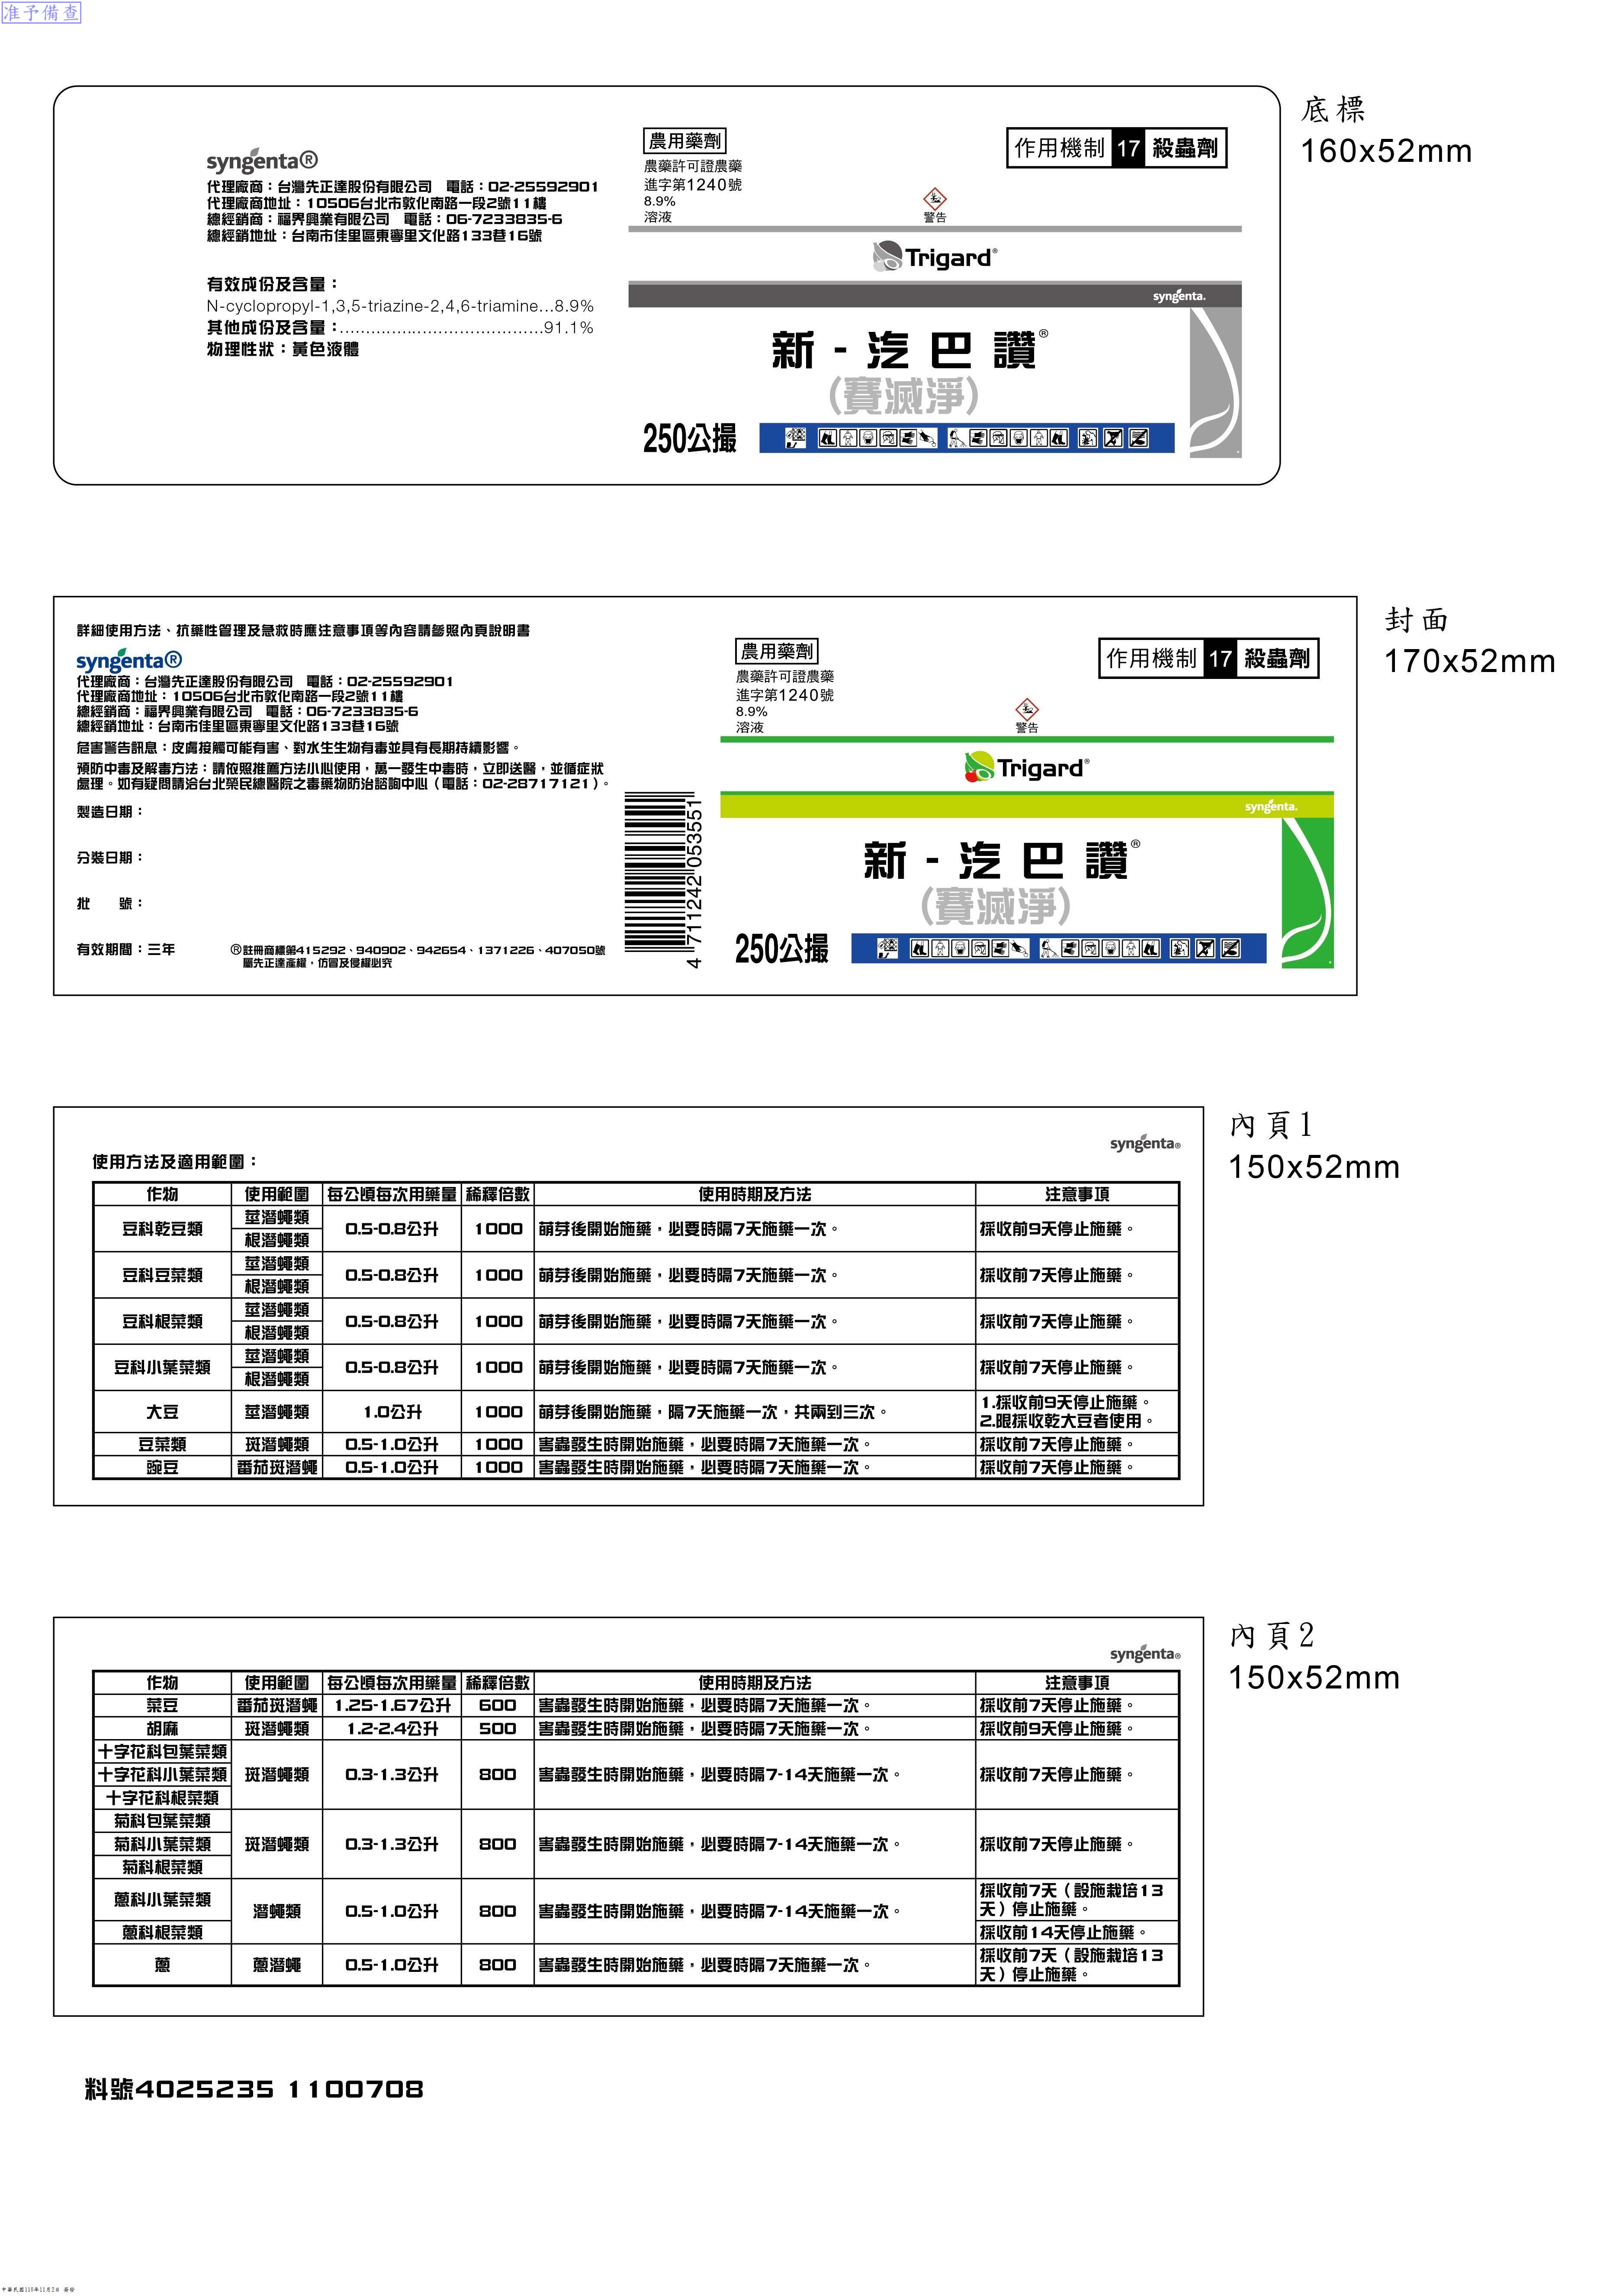 准予備查
底標
160x52mm
syngenta®
代理廠商：台灣先正達股份有限公司 電話：02-25592901
代理廠商地址：10506台北市敦化南路一段2號11樓
總經銷商：福界興業有限公司 電話：06-7233835-6
總經銷地址：台南市佳里區東寧里文化路133巷16號
有效成份及含量：
N-cyclopropyl-1,3,5-triazine-2,4,6-triamine...8.9%
其他成份及含量：.......................................91.1%
物理性狀：黃色液體
農用藥劑
農藥許可證農藥
進字第1240號
8.9%
溶液
作用機制 17 殺蟲劑
警告
Trigard®
syngenta.
新-汔巴讚®
(賽滅淨)
250公撮
封面
170x52mm
詳細使用方法、抗藥性管理及急救時應注意事項等內容請參照內頁說明書
syngenta®
代理廠商：台灣先正達股份有限公司 電話：02-25592901
代理廠商地址：10506台北市敦化南路一段2號11樓
總經銷商：福界興業有限公司 電話：06-7233835-6
總經銷地址：台南市佳里區東寧里文化路133巷16號
危害警告訊息：皮膚接觸可能有害、對水生生物有毒並具有長期持續影響。
預防中毒及解毒方法：請依照推薦方法小心使用，萬一發生中毒時，立即送醫，並循症狀
處理。如有疑問請洽台北榮民總醫院之毒藥物防治諮詢中心（電話：02-28717121）。
製造日期：
分裝日期：
批 號：
有效期間：三年
®註冊商標第415292、940902、942654、1371226、407050號
屬先正達產權，仿冒及侵權必究
4 711242 053551
農用藥劑
農藥許可證農藥
進字第1240號
8.9%
溶液
作用機制 17 殺蟲劑
警告
Trigard®
syngenta.
新-汔巴讚®
(賽滅淨)
250公撮
內頁1
150x52mm
syngenta®
使用方法及適用範圍：
作物 使用範圍 每公頃每次用藥量 稀釋倍數 使用時期及方法 注意事項
豆科乾豆類 莖潛蠅類 根潛蠅類 0.5-0.8公升 1000 萌芽後開始施藥，必要時隔7天施藥一次。 採收前9天停止施藥。
豆科豆菜類 莖潛蠅類 根潛蠅類 0.5-0.8公升 1000 萌芽後開始施藥，必要時隔7天施藥一次。 採收前7天停止施藥。
豆科根菜類 莖潛蠅類 根潛蠅類 0.5-0.8公升 1000 萌芽後開始施藥，必要時隔7天施藥一次。 採收前7天停止施藥。
豆科小葉菜類 莖潛蠅類 根潛蠅類 0.5-0.8公升 1000 萌芽後開始施藥，必要時隔7天施藥一次。 採收前7天停止施藥。
大豆 莖潛蠅類 1.0公升 1000 萌芽後開始施藥，隔7天施藥一次，共兩到三次。 1.採收前9天停止施藥。
2.限採收乾大豆者使用。
豆菜類 斑潛蠅類 0.5-1.0公升 1000 害蟲發生時開始施藥，必要時隔7天施藥一次。 採收前7天停止施藥。
豌豆 番茄斑潛蠅 0.5-1.0公升 1000 害蟲發生時開始施藥，必要時隔7天施藥一次。 採收前7天停止施藥。
內頁2
150x52mm
syngenta®
作物 使用範圍 每公頃每次用藥量 稀釋倍數 使用時期及方法 注意事項
菜豆 番茄斑潛蠅 1.25-1.67公升 600 害蟲發生時開始施藥，必要時隔7天施藥一次。 採收前7天停止施藥。
胡麻 斑潛蠅類 1.2-2.4公升 500 害蟲發生時開始施藥，必要時隔7天施藥一次。 採收前9天停止施藥。
十字花科包葉菜類
十字花科小葉菜類 斑潛蠅類 0.3-1.3公升 800 害蟲發生時開始施藥，必要時隔7-14天施藥一次。 採收前7天停止施藥。
十字花科根菜類
菊科包葉菜類
菊科小葉菜類 斑潛蠅類 0.3-1.3公升 800 害蟲發生時開始施藥，必要時隔7-14天施藥一次。 採收前7天停止施藥。
菊科根菜類
蔥科小葉菜類 潛蠅類 0.5-1.0公升 800 害蟲發生時開始施藥，必要時隔7-14天施藥一次。 採收前7天（設施栽培13
天）停止施藥。
蔥科根菜類 採收前14天停止施藥。
蔥 蔥潛蠅 0.5-1.0公升 800 害蟲發生時開始施藥，必要時隔7天施藥一次。 採收前7天（設施栽培13
天）停止施藥。
料號4025235 1100708
中華民國110年11月2日